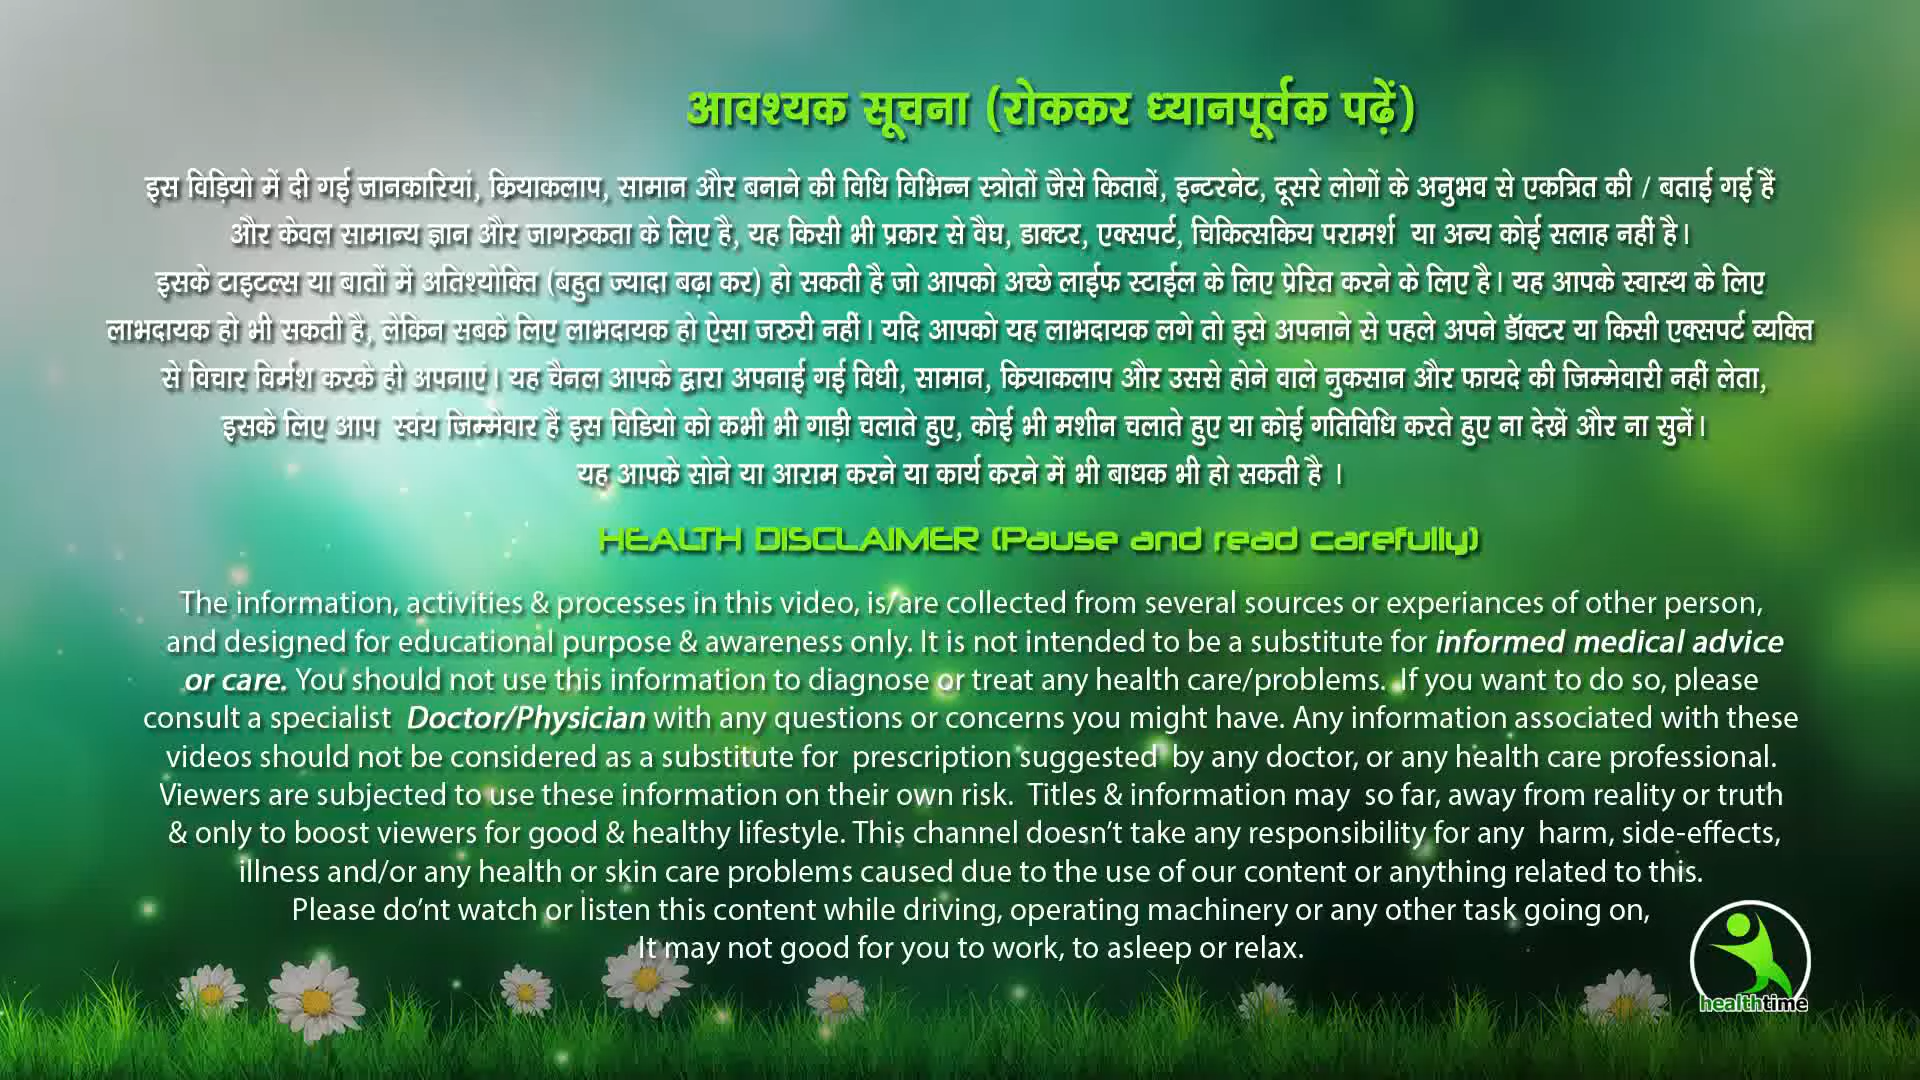 आवश्यक सूचना (रोककर ध्यानपूर्वक पढ़ें)
इस विड़ियो में दी गई जानकारियां, क्रियाकलाप, सामान और बनाने की विधि विभिन्न स्त्रोतों जैसे किताबें, इन्टरनेट, दूसरे लोगों के अनुभव से एकत्रित की / बताई गई हैं
और केवल सामान्य ज्ञान और जागरुकता के लिए है, यह किसी भी प्रकार से वैघ, डाक्टर, एक्सपर्ट, चिकित्सकिय परामर्श या अन्य कोई सलाह नहीं है।
इसके टाइटल्स या बातों में अतिश्योक्ति (बहुत ज्यादा बढ़ा कर) हो सकती है जो आपको अच्छे लाईफ स्टाईल के लिए प्रेरित करने के लिए है। यह आपके स्वास्थ के लिए
लाभदायक हो भी सकती है, लेकिन सबके लिए लाभदायक हो ऐसा जरुरी नहीं। यदि आपको यह लाभदायक लगे तो इसे अपनाने से पहले अपने डॉक्टर या किसी एक्सपर्ट व्यक्ति
से विचार विर्मश करके ही अपनाएं। यह चैनल आपके द्वारा अपनाई गई विधी, सामान, क्रियाकलाप और उससे होने वाले नुकसान और फायदे की जिम्मेवारी नहीं लेता,
इसके लिए आप स्वंय जिम्मेवार हैं इस विडियो को कभी भी गाड़ी चलाते हुए, कोई भी मशीन चलाते हुए या कोई गतिविधि करते हुए ना देखें और ना सुनें।
यह आपके सोने या आराम करने या कार्य करने में भी बाधक भी हो सकती है ।
HEALTH DISCLAIMER (Pause and read carefully)
The information, activities & processes in this video, is/are collected from several sources or experiances of other person,
and designed for educational purpose & awareness only. It is not intended to be a substitute for informed medical advice
or care. You should not use this information to diagnose or treat any health care/problems. If you want to do so, please
consult a specialist Doctor/Physician with any questions or concerns you might have. Any information associated with these
videos should not be considered as a substitute for prescription suggested by any doctor, or any health care professional.
Viewers are subjected to use these information on their own risk. Titles & information may so far, away from reality or truth
& only to boost viewers for good & healthy lifestyle. This channel doesn't take any responsibility for any harm, side-effects,
illness and/or any health or skin care problems caused due to the use of our content or anything related to this.
Please do'nt watch or listen this content while driving, operating machinery or any other task going on,
It may not good for you to work, to asleep or relax.
healthtime